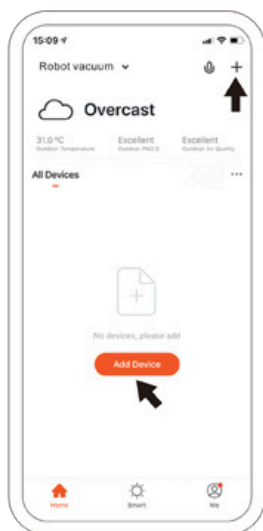 15:09
Robot vacuum
Overcast
31.0 °C Excellent Excellent
Outdoor Temperature Outdoor PM2.5 Outdoor Air Quality
All Devices
No devices, please add
Add Device
Home Smart Me